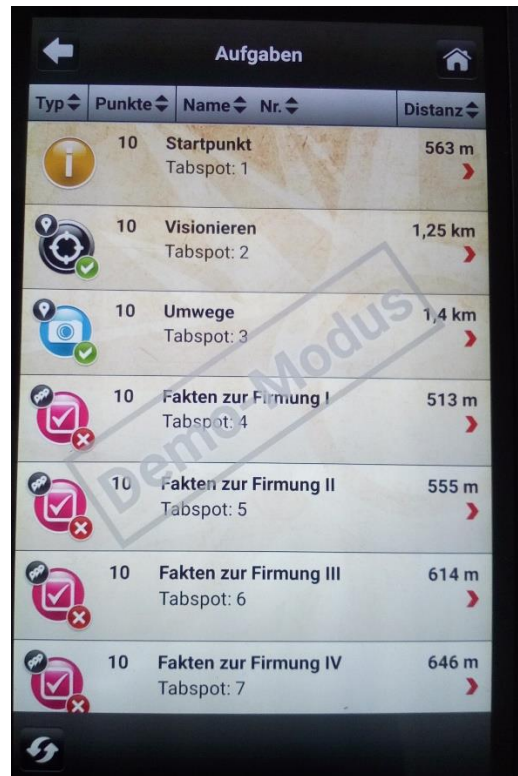 Aufgaben
Typ Punkte Name Nr. Distanz
10 Startpunkt 563 m
Tabspot: 1
10 Visionieren 1,25 km
Tabspot: 2
10 Umwege 1,4 km
Tabspot: 3
10 Fakten zur Firmung I 513 m
Tabspot: 4
10 Fakten zur Firmung II 555 m
Tabspot: 5
10 Fakten zur Firmung III 614 m
Tabspot: 6
10 Fakten zur Firmung IV 646 m
Tabspot: 7
Demo-Modus